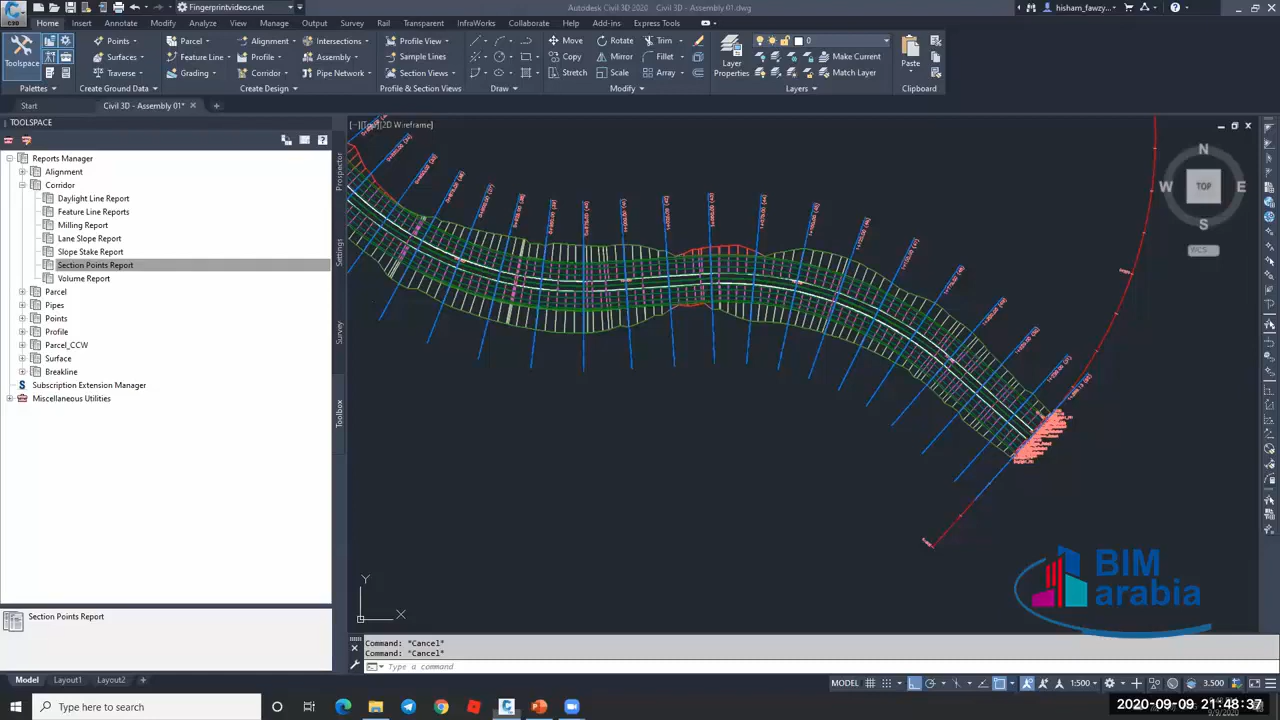 C3D
Fingerprintvideos.net
Autodesk Civil 3D 2020
Civil 3D - Assembly 01.dwg
hisham_fawzy...
Home Insert Annotate Modify Analyze View Manage Output Survey Rail Transparent InfraWorks Collaborate Help Add-ins Express Tools
Toolspace
Palettes
Points
Surfaces
Traverse
Create Ground Data
Parcel
Feature Line
Grading
Alignment
Profile
Corridor
Intersections
Assembly
Pipe Network
Create Design
Profile View
Sample Lines
Section Views
Profile & Section Views
Draw
Move
Copy
Stretch
Rotate
Mirror
Scale
Trim
Fillet
Array
Modify
Layer
Properties
0
Make Current
Match Layer
Layers
Paste
Clipboard
Start
Civil 3D - Assembly 01*
TOOLSPACE
Reports Manager
Alignment
Corridor
Daylight Line Report
Feature Line Reports
Milling Report
Lane Slope Report
Slope Stake Report
Section Points Report
Volume Report
Parcel
Pipes
Points
Profile
Parcel_CCW
Surface
Breakline
Subscription Extension Manager
Miscellaneous Utilities
Prospector
Settings
Survey
Toolbox
Section Points Report
[−][Top][2D Wireframe]
N
W
TOP
E
S
WCS
Y
X
BIM
arabia
Command: *Cancel*
Command: *Cancel*
Type a command
Model Layout1 Layout2
MODEL
1:500
3.500
Type here to search
2020-09-09 21:48:37